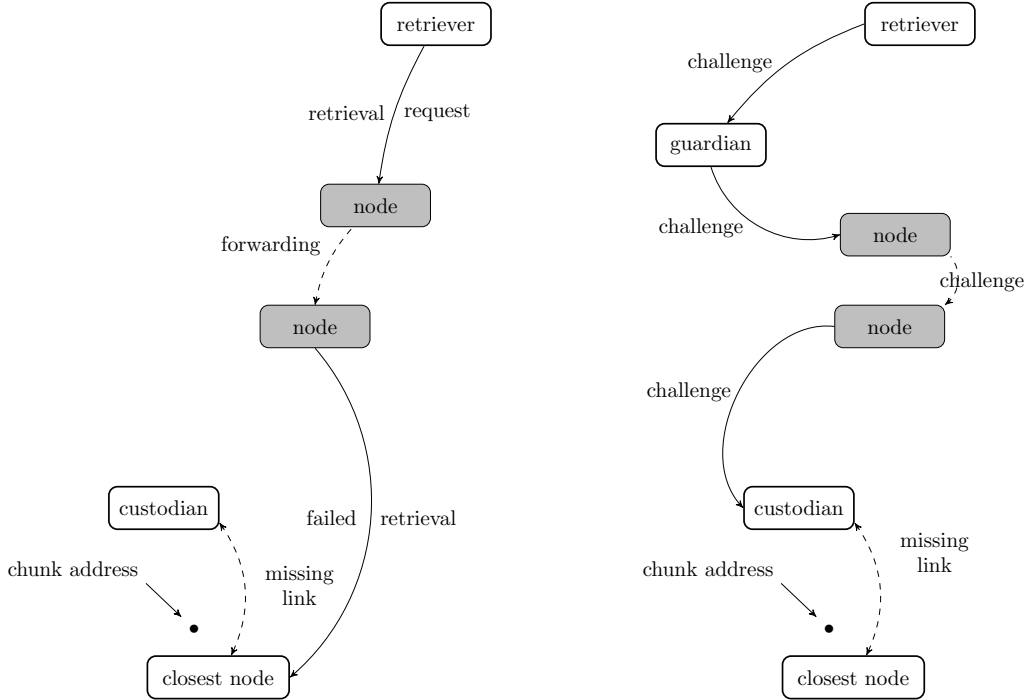 retriever
retrieval request
node
forwarding
node
custodian
failed retrieval
chunk address
missing
link
closest node
retriever
challenge
guardian
challenge
node
challenge
node
challenge
custodian
missing
link
chunk address
closest node